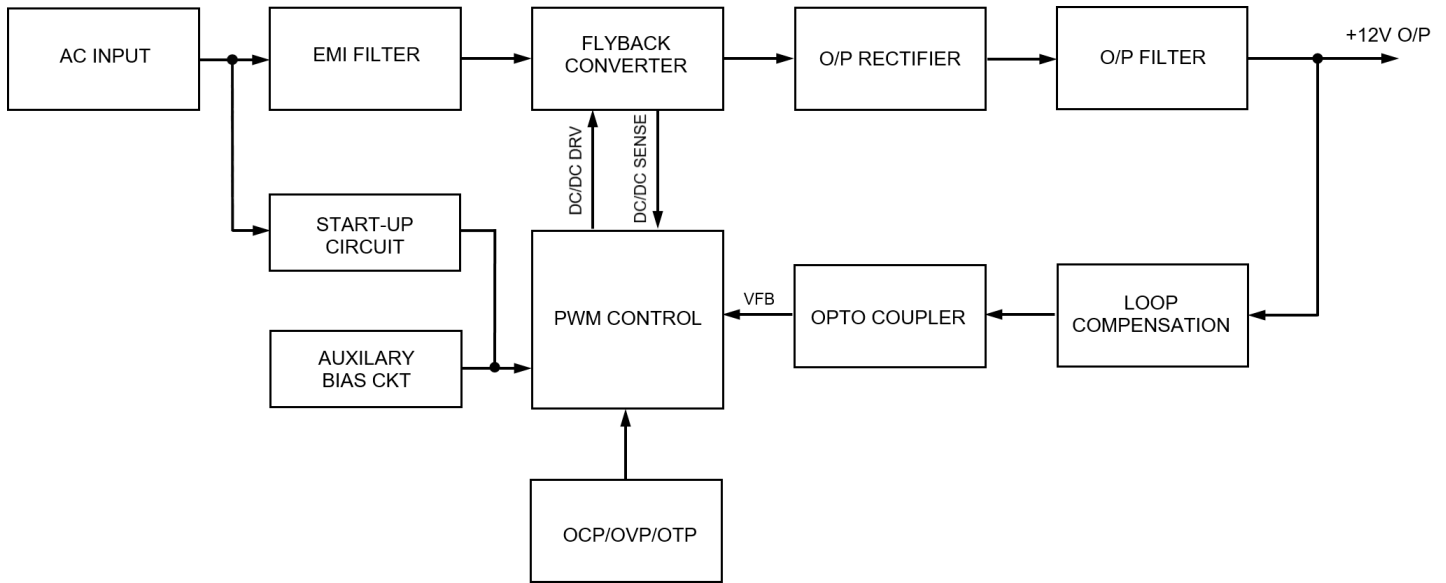 AC INPUT
EMI FILTER
FLYBACK
CONVERTER
O/P RECTIFIER
O/P FILTER
+12V O/P
DC/DC DRV
DC/DC SENSE
START-UP
CIRCUIT
AUXILARY
BIAS CKT
PWM CONTROL
VFB
OPTO COUPLER
LOOP
COMPENSATION
OCP/OVP/OTP